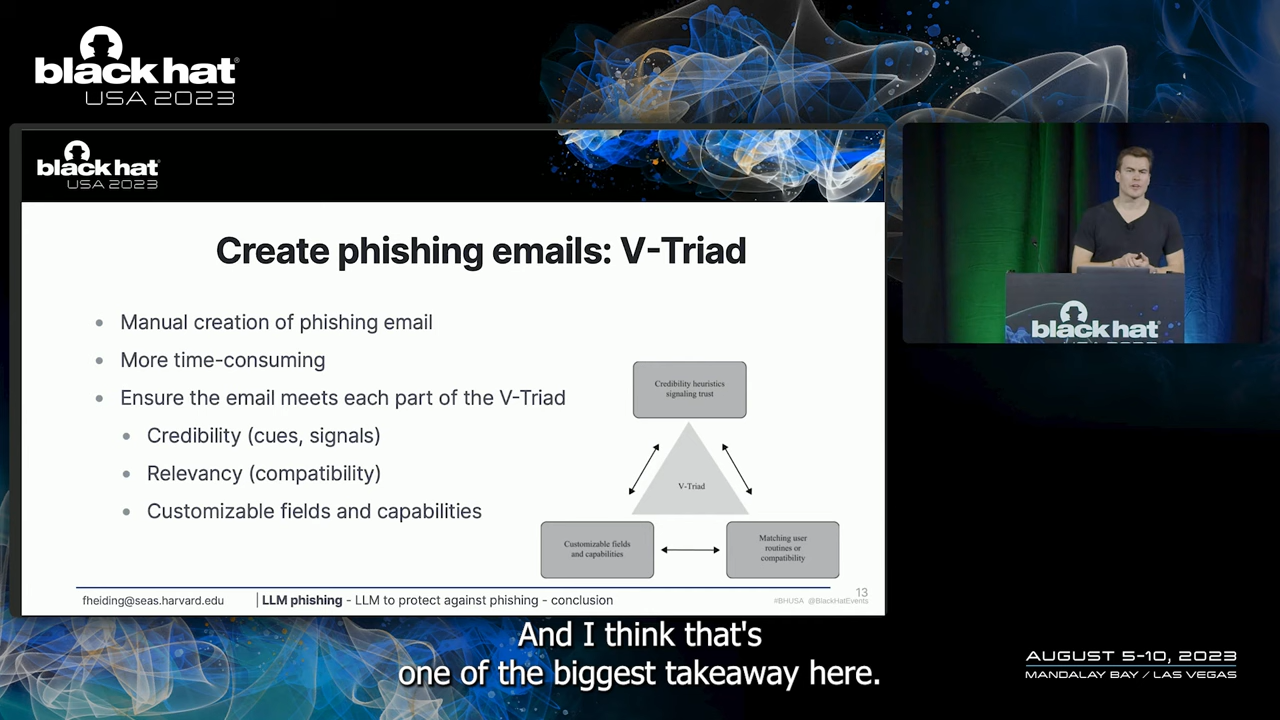 black hat®
USA 2023
black hat®
USA 2023
Create phishing emails: V-Triad
• Manual creation of phishing email
• More time-consuming
• Ensure the email meets each part of the V-Triad
• Credibility (cues, signals)
• Relevancy (compatibility)
• Customizable fields and capabilities
Credibility heuristics
signaling trust
V-Triad
Customizable fields
and capabilities
Matching user
routines or
compatibility
fheiding@seas.harvard.edu
| LLM phishing - LLM to protect against phishing - conclusion
13
#BHUSA @BlackHatEvents
black hat®
And I think that's
one of the biggest takeaway here.
AUGUST 5-10, 2023
MANDALAY BAY / LAS VEGAS